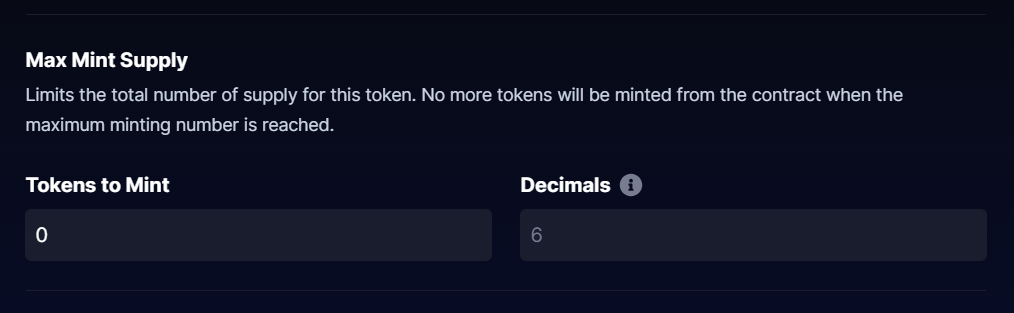 Max Mint Supply
Limits the total number of supply for this token. No more tokens will be minted from the contract when the
maximum minting number is reached.
Tokens to Mint
Decimals
0
6